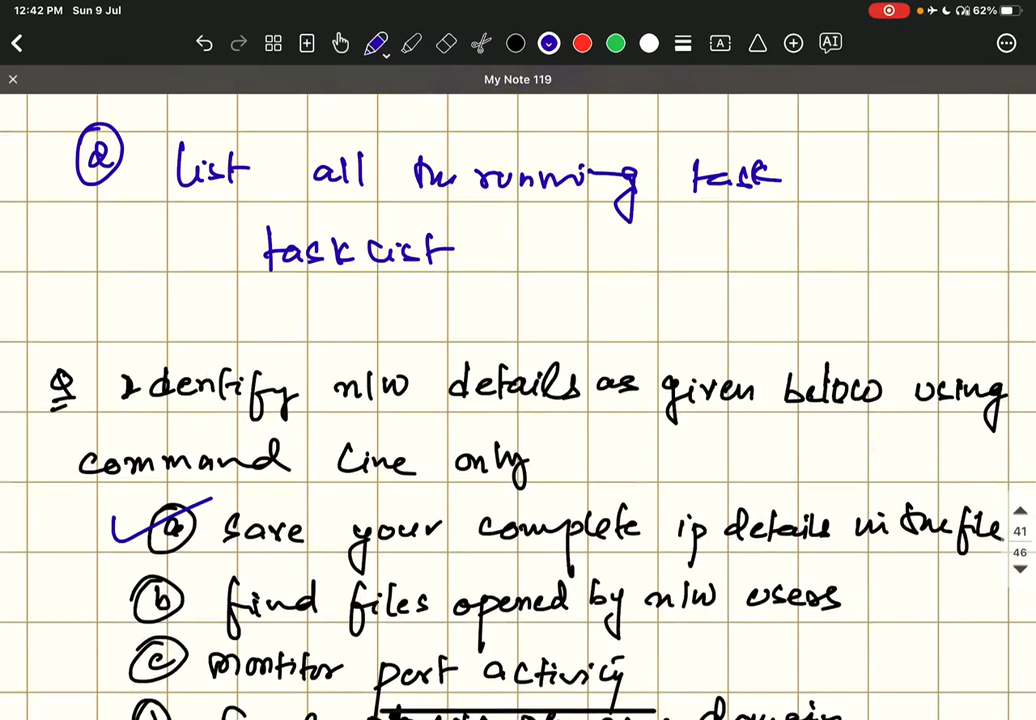 12:42 PM Sun 9 Jul
62%
A
AI
My Note 119
a List all the running task
tasklist
Q Identify n/w details as given below using
command line only
a save your complete ip details in the file
b find files opened by n/w users
c monitor port activity
domain
41
46